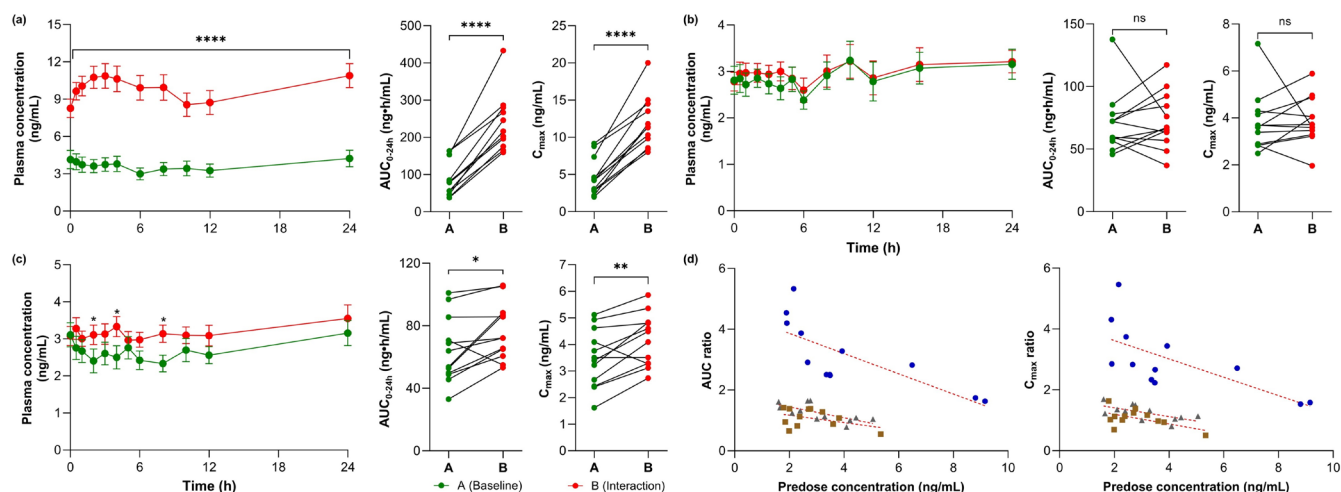 (a)
Plasma concentration
(ng/mL)
15
12
9
6
3
0
****
0
6
12
18
24
Time (h)
AUC0-24h (ng•h/mL)
500
400
300
200
100
0
****
A
B
Cmax (ng/mL)
25
20
15
10
5
0
****
A
B
(b)
Plasma concentration
(ng/mL)
4
3
2
1
0
0
6
12
18
24
Time (h)
AUC0-24h (ng•h/mL)
150
100
50
0
ns
A
B
Cmax (ng/mL)
8
6
4
2
0
ns
A
B
(c)
Plasma concentration
(ng/mL)
5
4
3
2
1
0
*
*
*
0
6
12
18
24
Time (h)
AUC0-24h (ng•h/mL)
120
80
40
0
*
A
B
Cmax (ng/mL)
7
6
5
4
3
2
1
0
**
A
B
A (Baseline)
B (Interaction)
(d)
AUC ratio
6
4
2
0
0
2
4
6
8
10
Predose concentration (ng/mL)
Cmax ratio
6
4
2
0
0
2
4
6
8
10
Predose concentration (ng/mL)